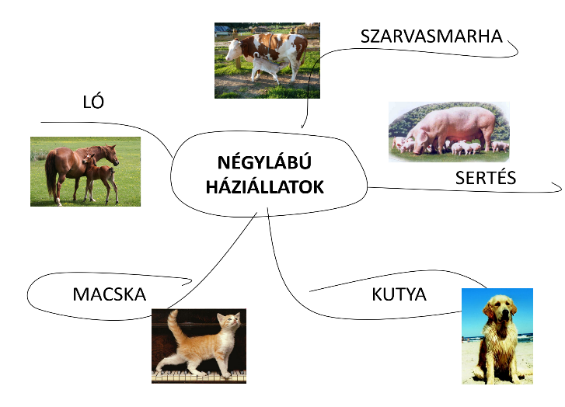 SZARVASMARHA
LÓ
NÉGYLÁBÚ
HÁZIÁLLATOK
SERTÉS
MACSKA
KUTYA